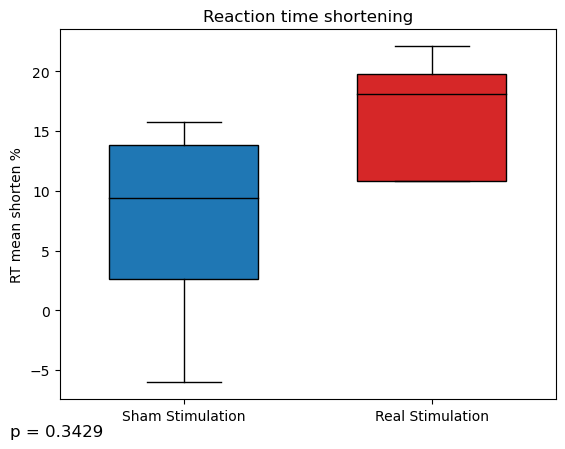 Reaction time shortening
RT mean shorten %
20
15
10
5
0
−5
Sham Stimulation
Real Stimulation
p = 0.3429